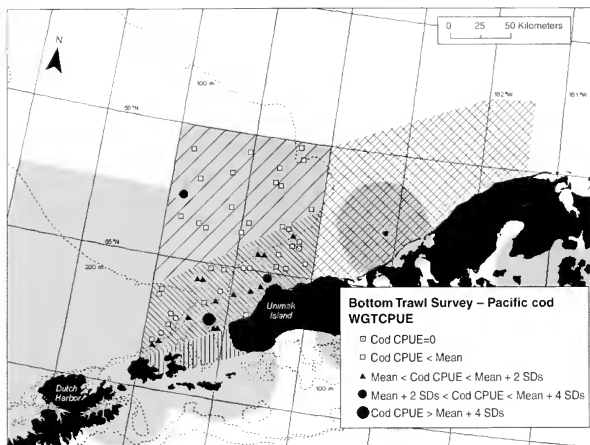 0 25 50 Kilometers
N
162°W
161°W
100 m
55°N
200 m
Unimak
Island
Dutch
Harbor
100 m
Bottom Trawl Survey – Pacific cod
WGTCPUE
Cod CPUE=0
Cod CPUE < Mean
Mean < Cod CPUE < Mean + 2 SDs
Mean + 2 SDs < Cod CPUE < Mean + 4 SDs
Cod CPUE > Mean + 4 SDs